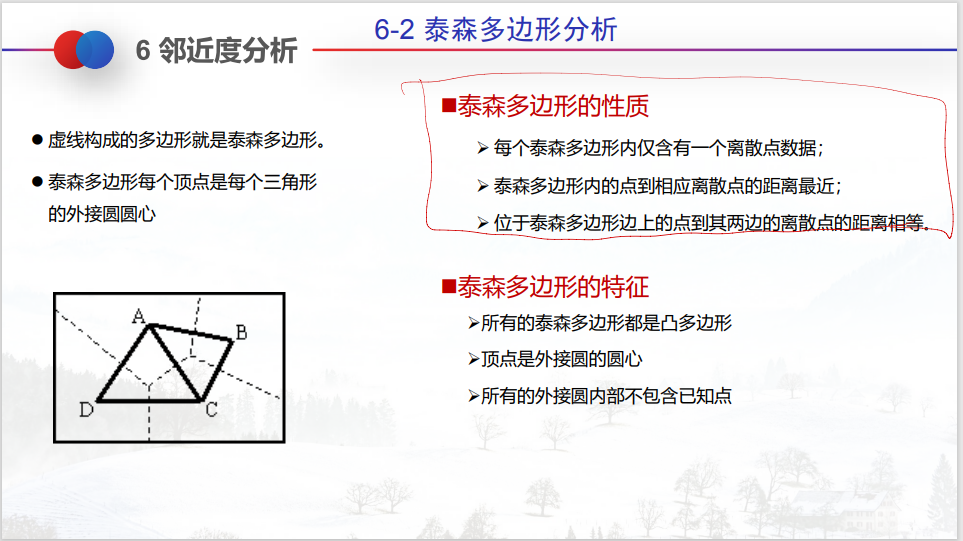 6-2 泰森多边形分析
6 邻近度分析
虚线构成的多边形就是泰森多边形。
泰森多边形每个顶点是每个三角形
的外接圆圆心
A
B
D
C
泰森多边形的性质
每个泰森多边形内仅含有一个离散点数据；
泰森多边形内的点到相应离散点的距离最近；
位于泰森多边形边上的点到其两边的离散点的距离相等。
泰森多边形的特征
所有的泰森多边形都是凸多边形
顶点是外接圆的圆心
所有的外接圆内部不包含已知点